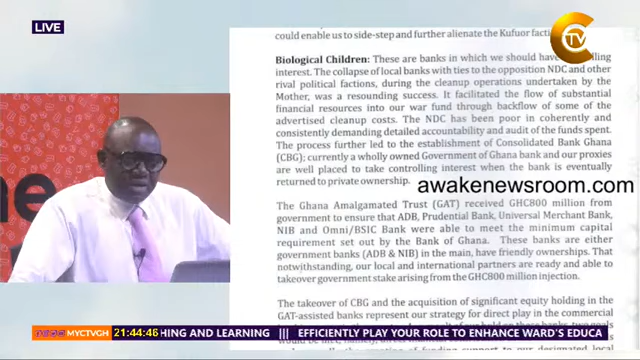 LIVE
could enable us to side-step and further alienate the Kufuor facti
C
TV
Biological Children: These are banks in which we should have
lling
interest. The collapse of local banks with ties to the opposition NDC and other
rival political factions, during the cleanup operations undertaken by the
Mother, was a resounding success. It facilitated the flow of substantial
financial resources into our war fund through backflow of some of the
advertised cleanup costs. The NDC has been poor in coherently and
consistently demanding detailed accountability and audit of the funds spent.
The process further led to the establishment of Consolidated Bank Ghana
(CBG); currently a wholly owned Government of Ghana bank and our proxies
are well placed to take controlling interest when the bank is eventually
returned to private ownership.
awakenewsroom.com
The Ghana Amalgamated Trust (GAT) received GHC800 million from
government to ensure that ADB, Prudential Bank, Universal Merchant Bank,
NIB and Omni/BSIC Bank were able to meet the minimum capital
requirement set out by the Bank of Ghana. These banks are either
government banks (ADB & NIB) in the main, have friendly ownerships. That
notwithstanding, our local and international partners are ready and able to
takeover government stake arising from the GHC800 million injection.
The takeover of CBG and the acquisition of significant equity holding in the
GAT-assisted banks represent our strategy for direct play in the commercial
ne
MYCTVGH 21:44:46 HING AND LEARNING ||| EFFICIENTLY PLAY YOUR ROLE TO ENHANCE WARD'S EDUCA